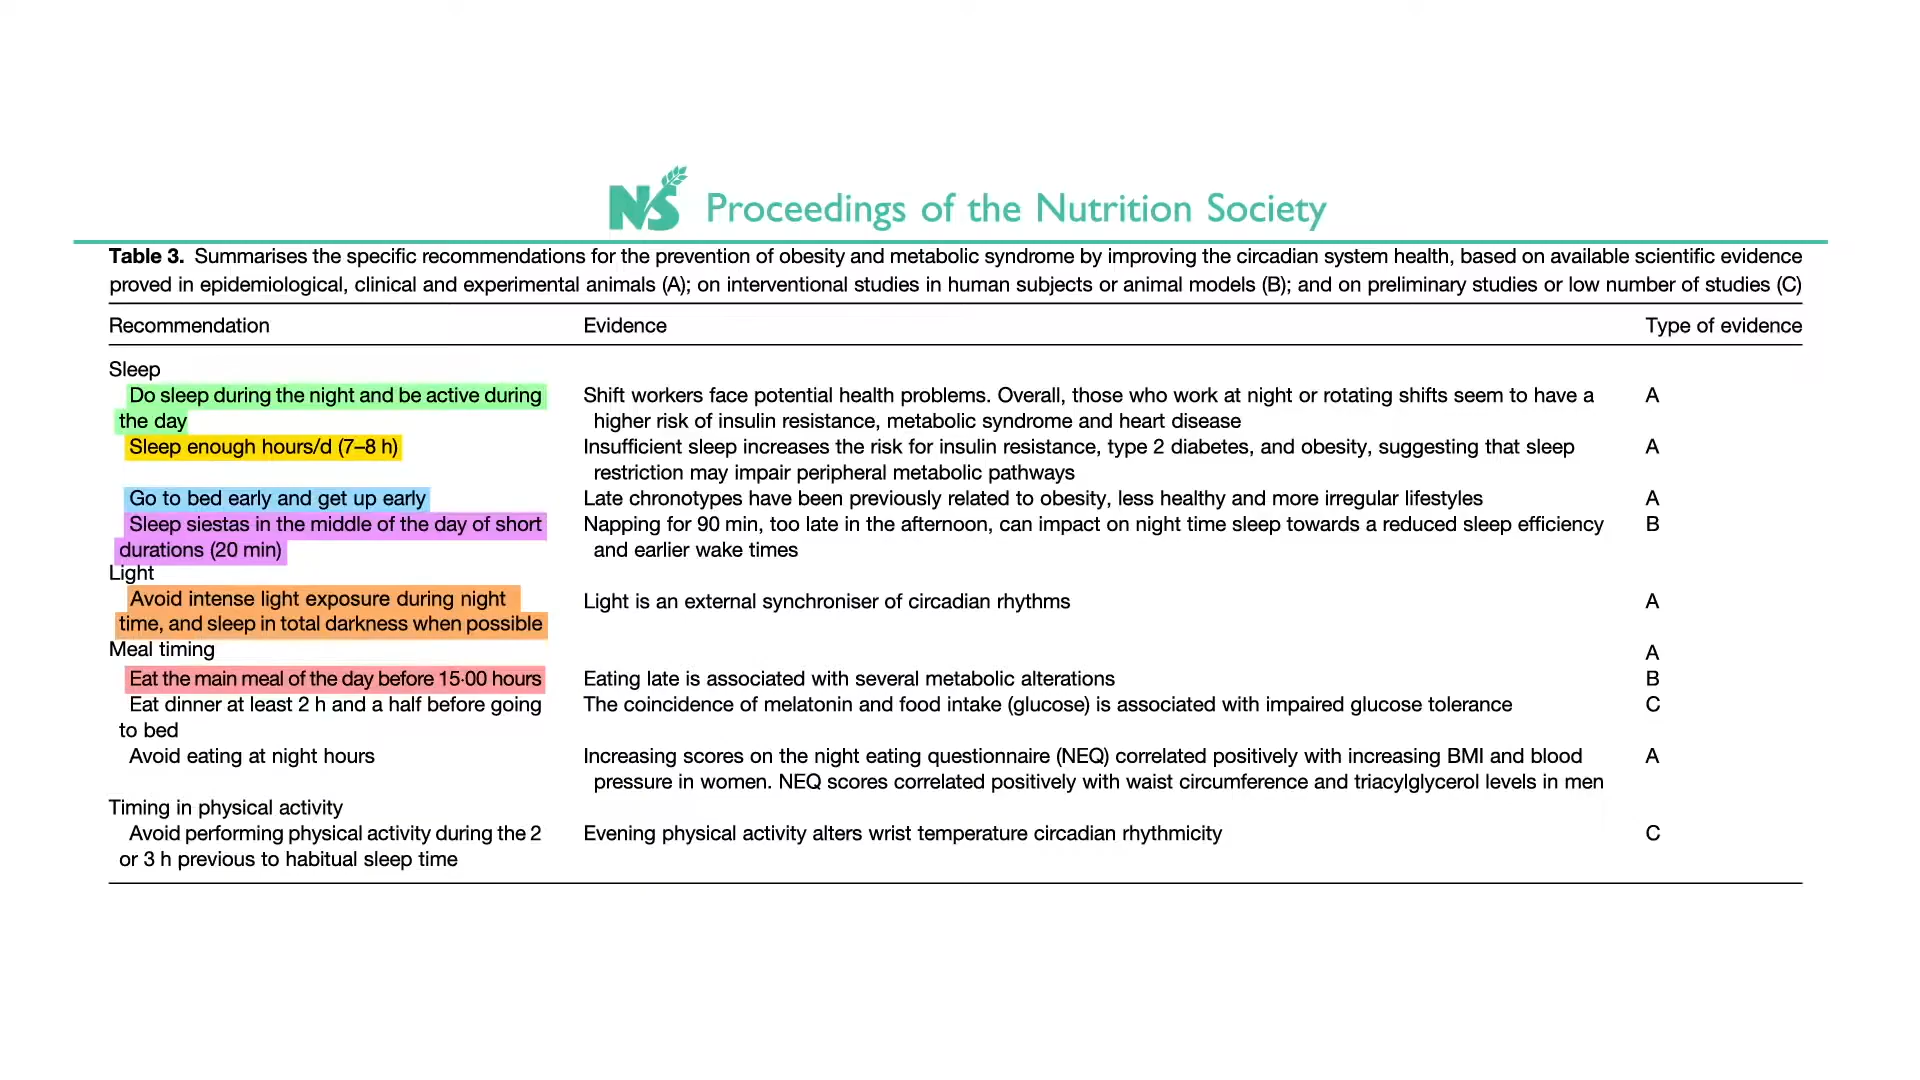 NS Proceedings of the Nutrition Society
Table 3. Summarises the specific recommendations for the prevention of obesity and metabolic syndrome by improving the circadian system health, based on available scientific evidence
proved in epidemiological, clinical and experimental animals (A); on interventional studies in human subjects or animal models (B); and on preliminary studies or low number of studies (C)
Recommendation Evidence Type of evidence
Sleep
Do sleep during the night and be active during Shift workers face potential health problems. Overall, those who work at night or rotating shifts seem to have a A
the day higher risk of insulin resistance, metabolic syndrome and heart disease
Sleep enough hours/d (7–8 h) Insufficient sleep increases the risk for insulin resistance, type 2 diabetes, and obesity, suggesting that sleep A
restriction may impair peripheral metabolic pathways
Go to bed early and get up early Late chronotypes have been previously related to obesity, less healthy and more irregular lifestyles A
Sleep siestas in the middle of the day of short Napping for 90 min, too late in the afternoon, can impact on night time sleep towards a reduced sleep efficiency B
durations (20 min) and earlier wake times
Light
Avoid intense light exposure during night Light is an external synchroniser of circadian rhythms A
time, and sleep in total darkness when possible
Meal timing A
Eat the main meal of the day before 15·00 hours Eating late is associated with several metabolic alterations B
Eat dinner at least 2 h and a half before going The coincidence of melatonin and food intake (glucose) is associated with impaired glucose tolerance C
to bed
Avoid eating at night hours Increasing scores on the night eating questionnaire (NEQ) correlated positively with increasing BMI and blood A
pressure in women. NEQ scores correlated positively with waist circumference and triacylglycerol levels in men
Timing in physical activity
Avoid performing physical activity during the 2 Evening physical activity alters wrist temperature circadian rhythmicity C
or 3 h previous to habitual sleep time